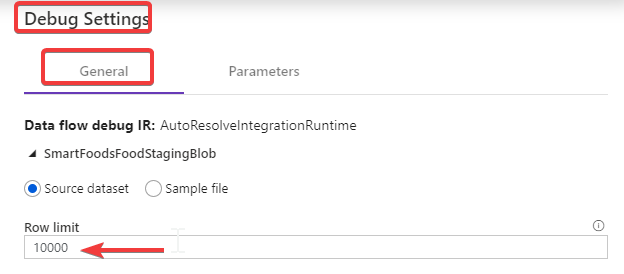 Debug Settings
General Parameters
Data flow debug IR: AutoResolveIntegrationRuntime
SmartFoodsFoodStagingBlob
Source dataset Sample file
Row limit
10000